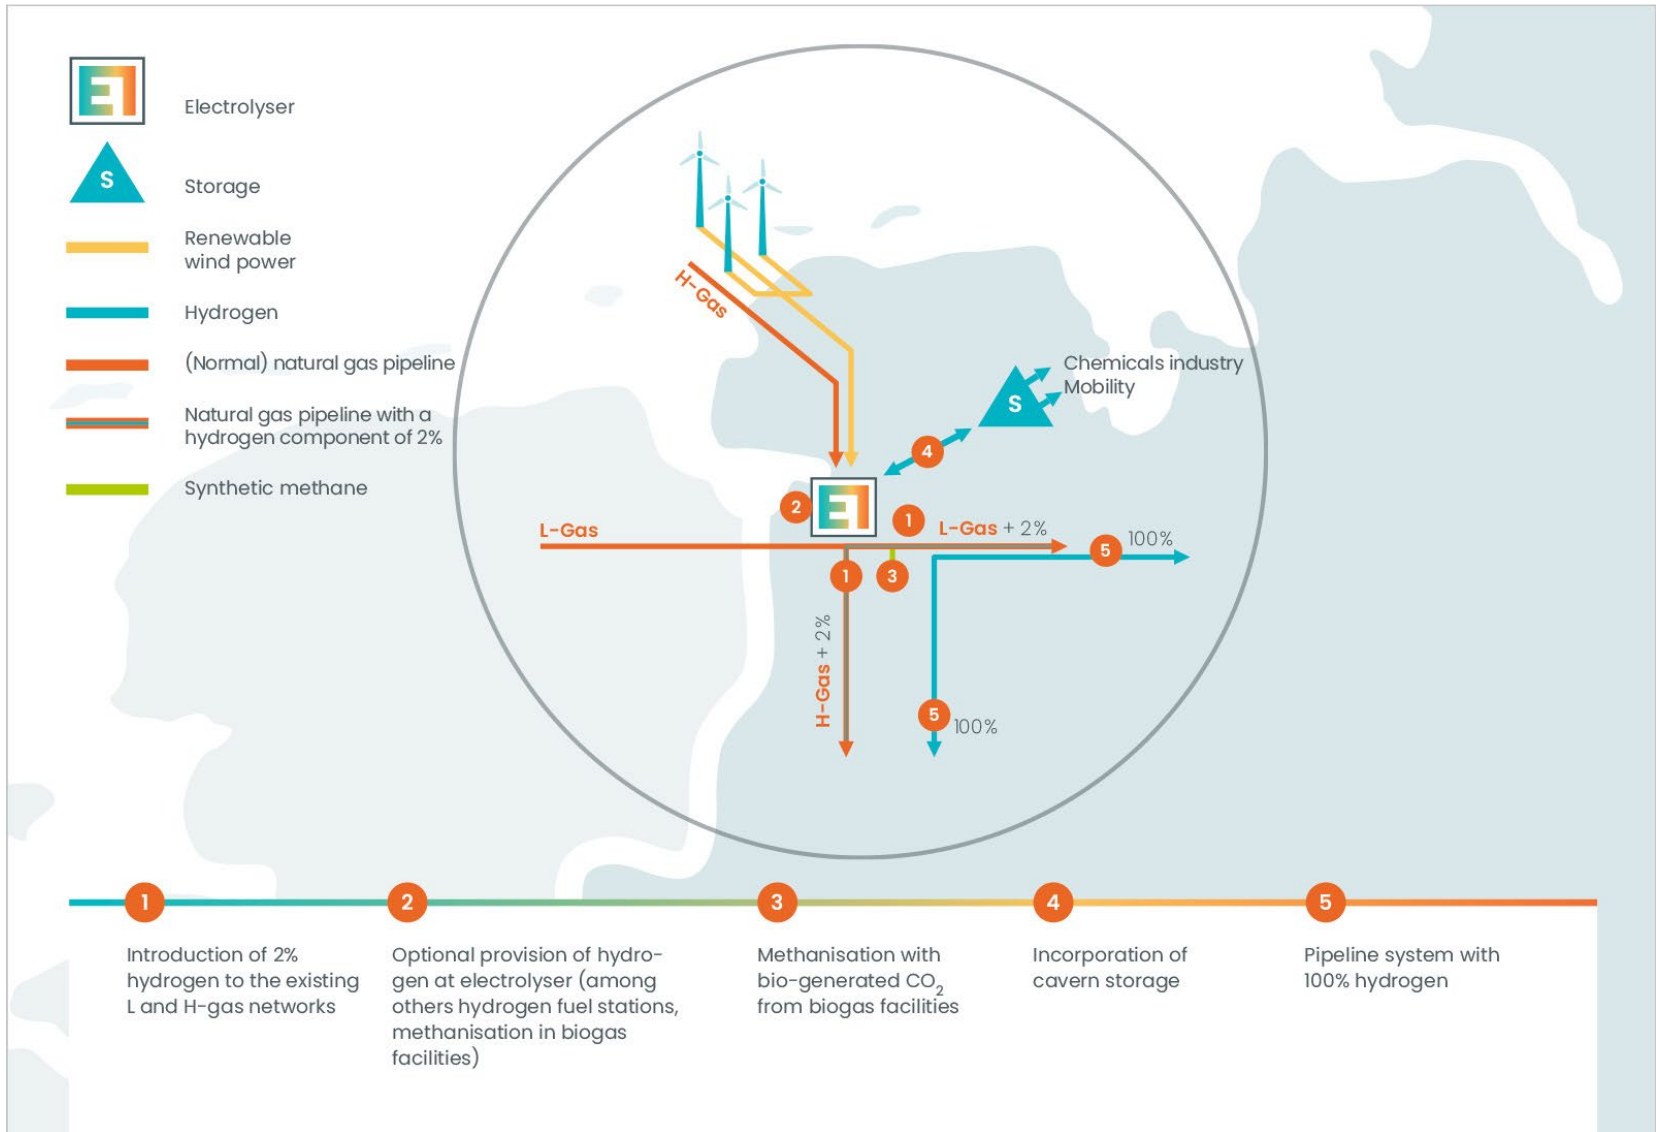 Electrolyser
S
Storage
Renewable
wind power
Hydrogen
(Normal) natural gas pipeline
Natural gas pipeline with a
hydrogen component of 2%
Synthetic methane
H-Gas
Chemicals industry
Mobility
S
4
2
1
L-Gas
L-Gas + 2%
5
100%
1
3
H-Gas + 2%
5
100%
1
2
3
4
5
Introduction of 2%
hydrogen to the existing
L and H-gas networks
Optional provision of hydro-
gen at electrolyser (among
others hydrogen fuel stations,
methanisation in biogas
facilities)
Methanisation with
bio-generated CO₂
from biogas facilities
Incorporation of
cavern storage
Pipeline system with
100% hydrogen